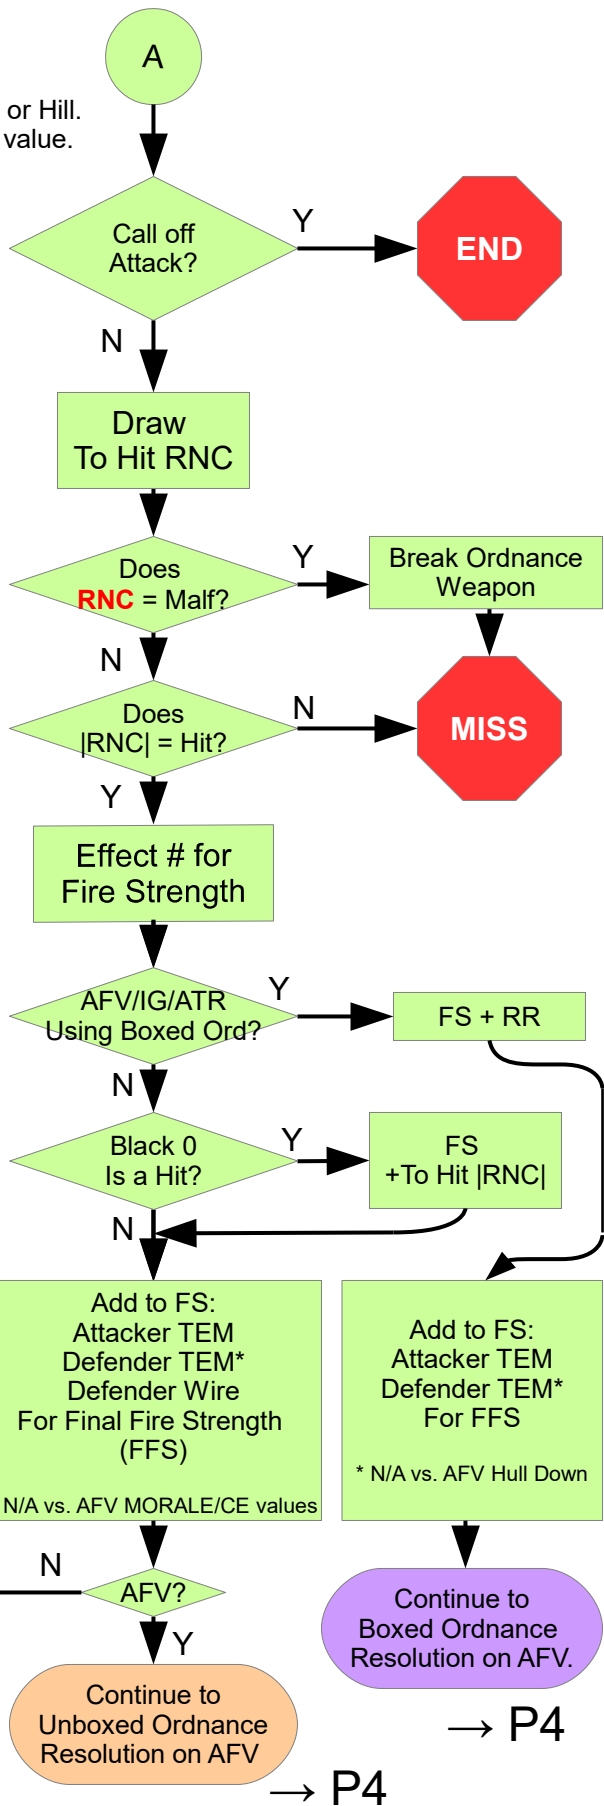 A
or Hill.
value.
Call off
Attack?
Y
END
N
Draw
To Hit RNC
Does
RNC = Malf?
Y
Break Ordnance
Weapon
N
Does
|RNC| = Hit?
N
MISS
Y
Effect # for
Fire Strength
AFV/IG/ATR
Using Boxed Ord?
Y
FS + RR
N
Black 0
Is a Hit?
Y
FS
+To Hit |RNC|
N
Add to FS:
Attacker TEM
Defender TEM*
Defender Wire
For Final Fire Strength
(FFS)
N/A vs. AFV MORALE/CE values
Add to FS:
Attacker TEM
Defender TEM*
For FFS
* N/A vs. AFV Hull Down
N
AFV?
Y
Continue to
Boxed Ordnance
Resolution on AFV.
→ P4
Continue to
Unboxed Ordnance
Resolution on AFV
→ P4